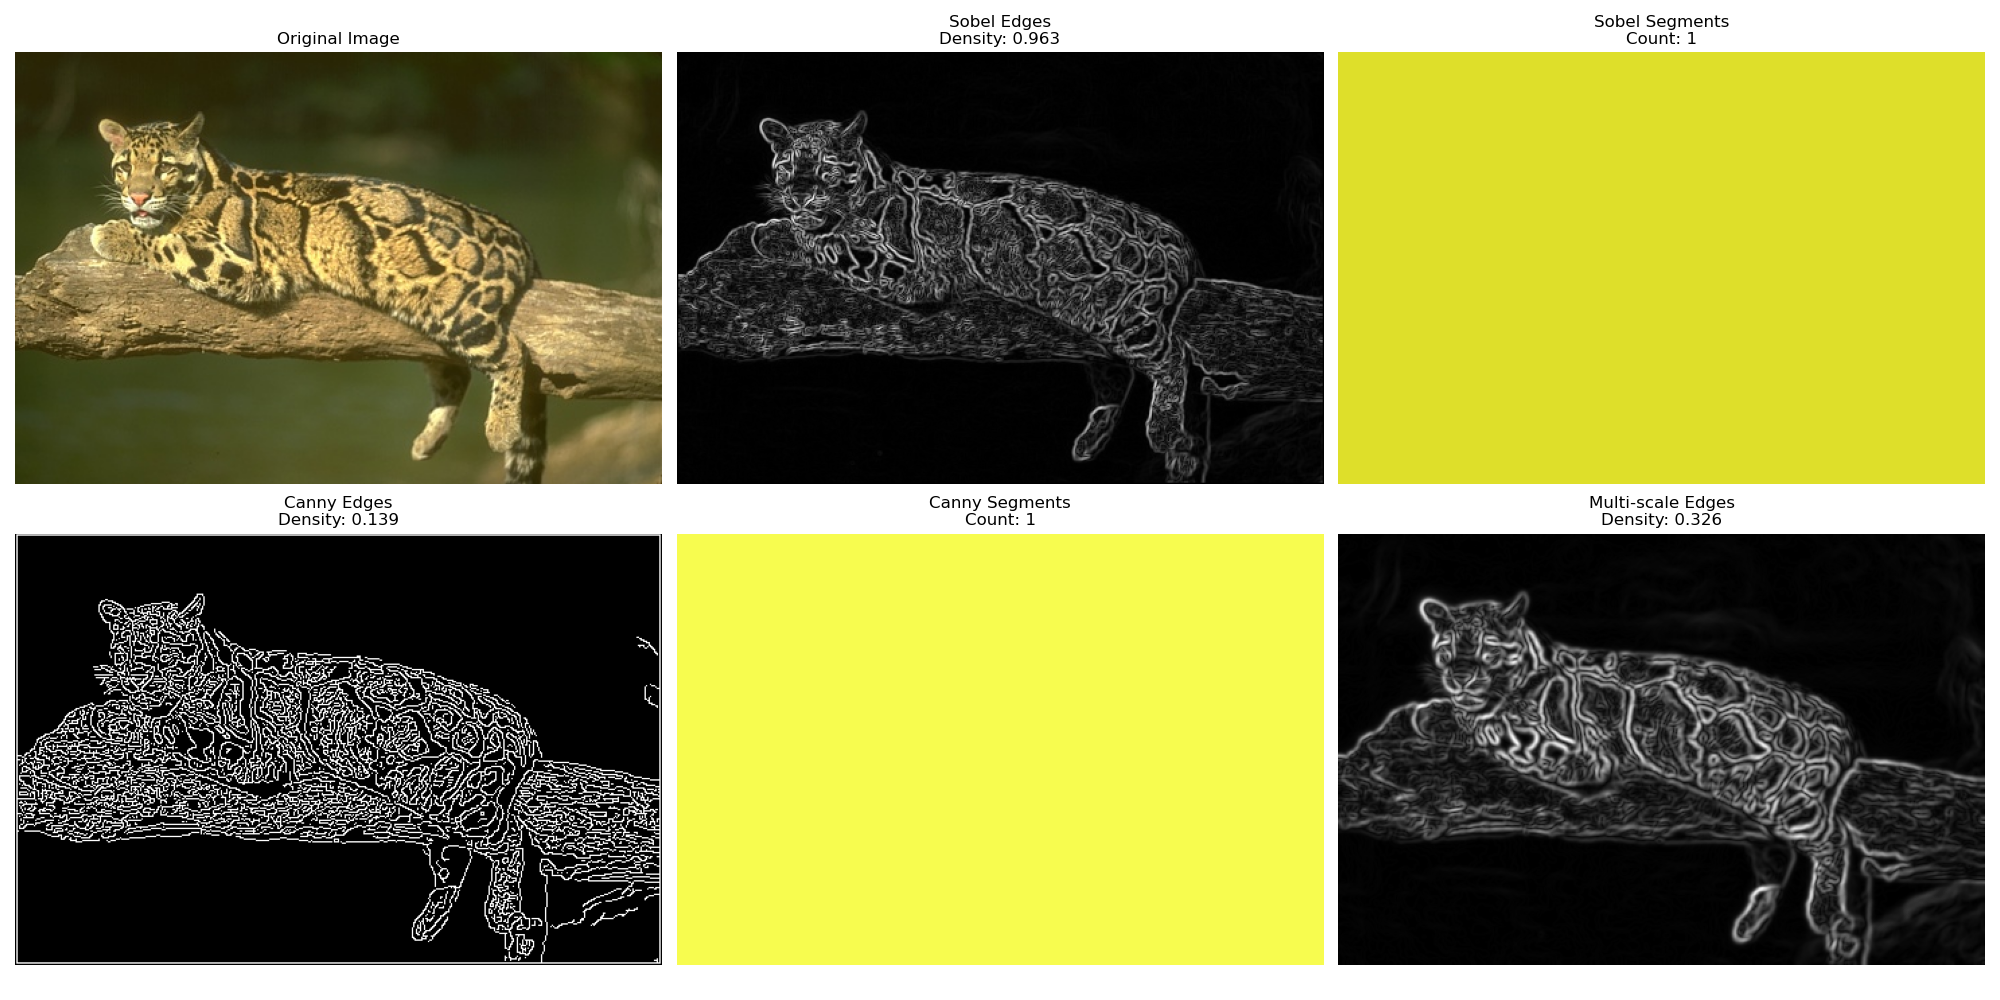 Original Image
Sobel Edges
Density: 0.963
Sobel Segments
Count: 1
Canny Edges
Density: 0.139
Canny Segments
Count: 1
Multi-scale Edges
Density: 0.326